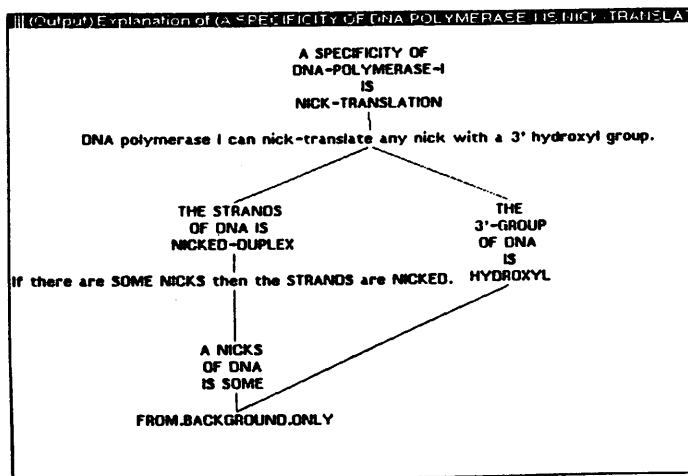 (Output) Explanation of (A SPECIFICITY OF DNA POLYMERASE I IS NICK-TRANSLAT
A SPECIFICITY OF
DNA-POLYMERASE-I
IS
NICK-TRANSLATION
DNA polymerase I can nick-translate any nick with a 3' hydroxyl group.
THE STRANDS
OF DNA IS
NICKED-DUPLEX
THE
3'-GROUP
OF DNA
IS
HYDROXYL
If there are SOME NICKS then the STRANDS are NICKED.
A NICKS
OF DNA
IS SOME
FROM.BACKGROUND.ONLY